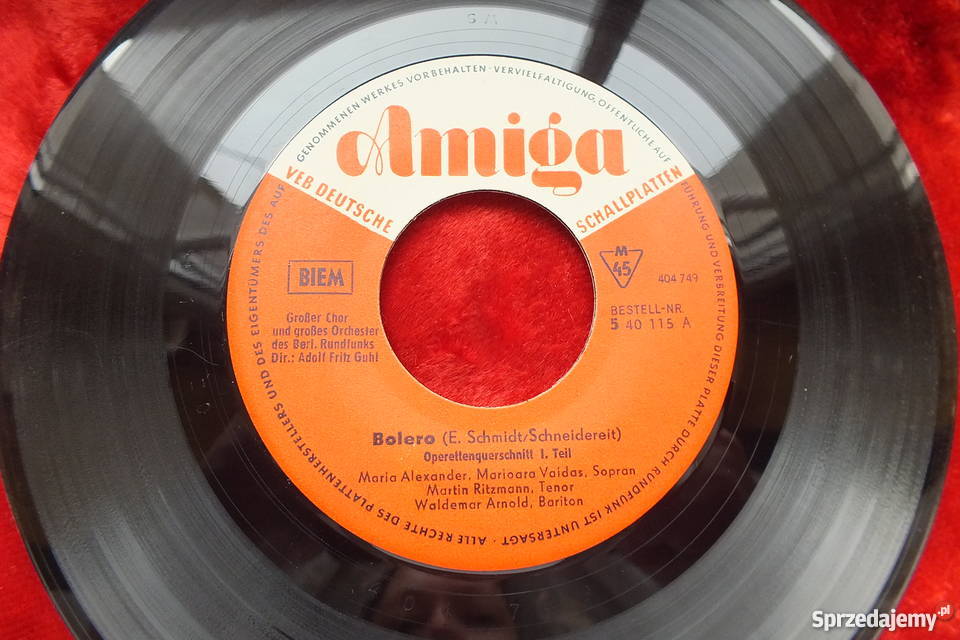 GENOMMENEN WERKES VORBEHALTEN - VERVIELFÄLTIGUNG, ÖFFENTLICHE AUF
FÜHRUNG UND VERBREITUNG DIESER PLATTE DURCH RUNDFUNK IST UNTERSAGT · ALLE RECHTE DES PLATTENHERSTELLERS UND DES EIGENTÜMERS DES AUF
Amiga
VEB DEUTSCHE
SCHALLPLATTEN
BIEM
M
45
404 749
BESTELL-NR.
5 40 115 A
Großer Chor
und großes Orchester
des Berl. Rundfunks
Dir.: Adolf Fritz Guhl
Bolero (E. Schmidt/Schneidereit)
Operettenquerschnitt I. Teil
Maria Alexander, Marioara Vaidas, Sopran
Martin Ritzmann, Tenor
Waldemar Arnold, Bariton
Sprzedajemy.pl